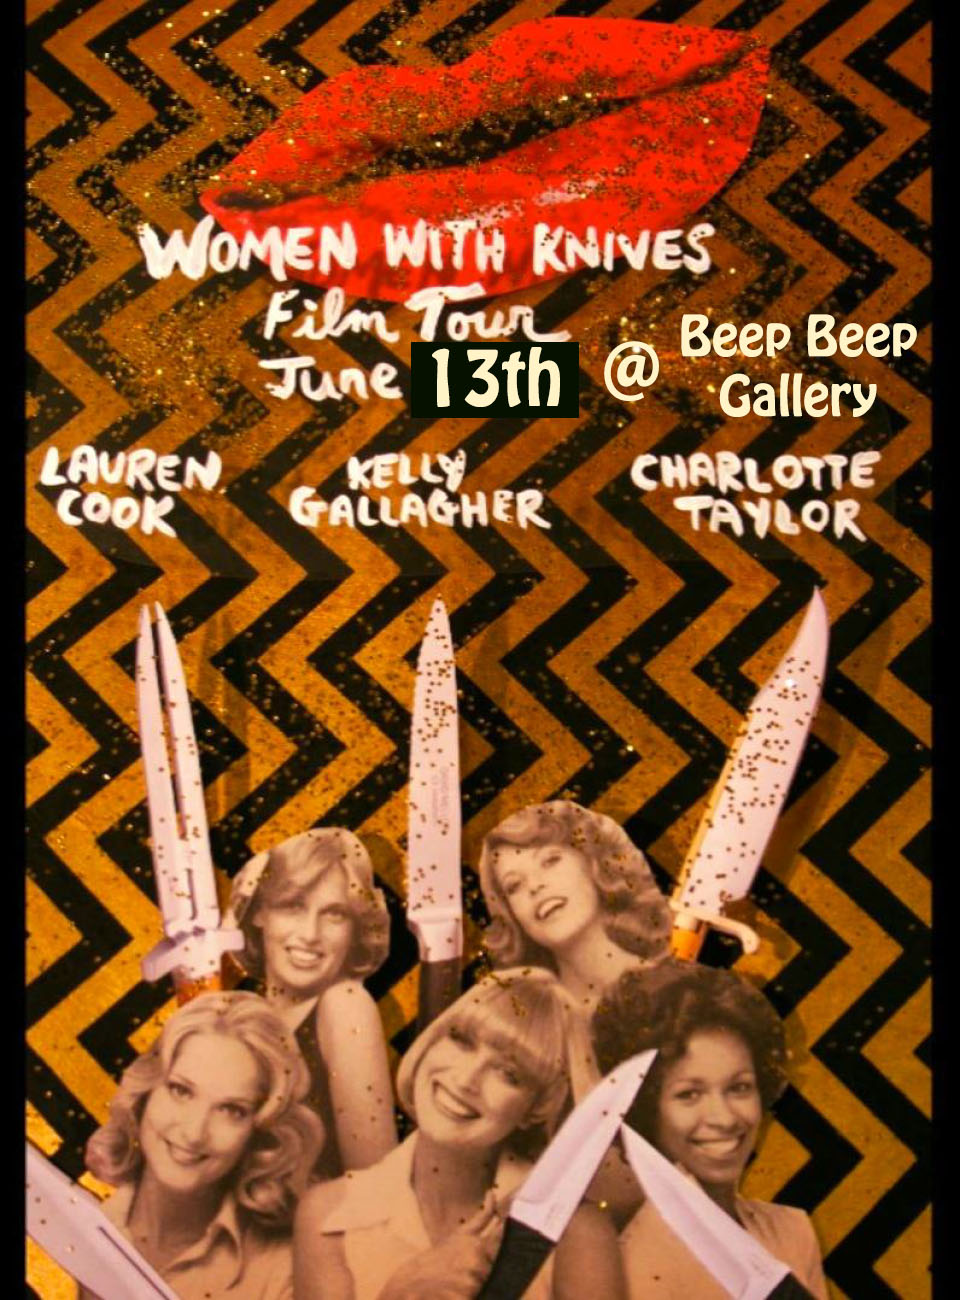 WOMEN WITH KNIVES
Film Tour
June 13th @ Beep Beep
Gallery
LAUREN KELLY CHARLOTTE
COOK GALLAGHER TAYLOR